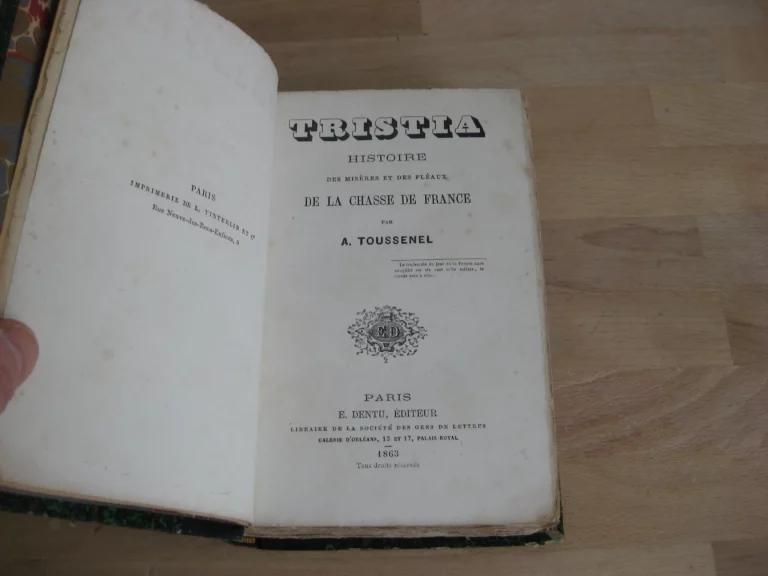 PARIS
IMPRIMERIE DE L. TINTERLIN ET Ce
Rue Neuve-des-Bons-Enfants, 3
TRISTIA
HISTOIRE
DES MISÈRES ET DES FLÉAUX
DE LA CHASSE DE FRANCE
PAR
A. TOUSSENEL
ED
2
PARIS
E. DENTU, ÉDITEUR
LIBRAIRE DE LA SOCIÉTÉ DES GENS DE LETTRES
GALERIE D'ORLÉANS, 13 ET 17, PALAIS-ROYAL
1863
Tous droits réservés